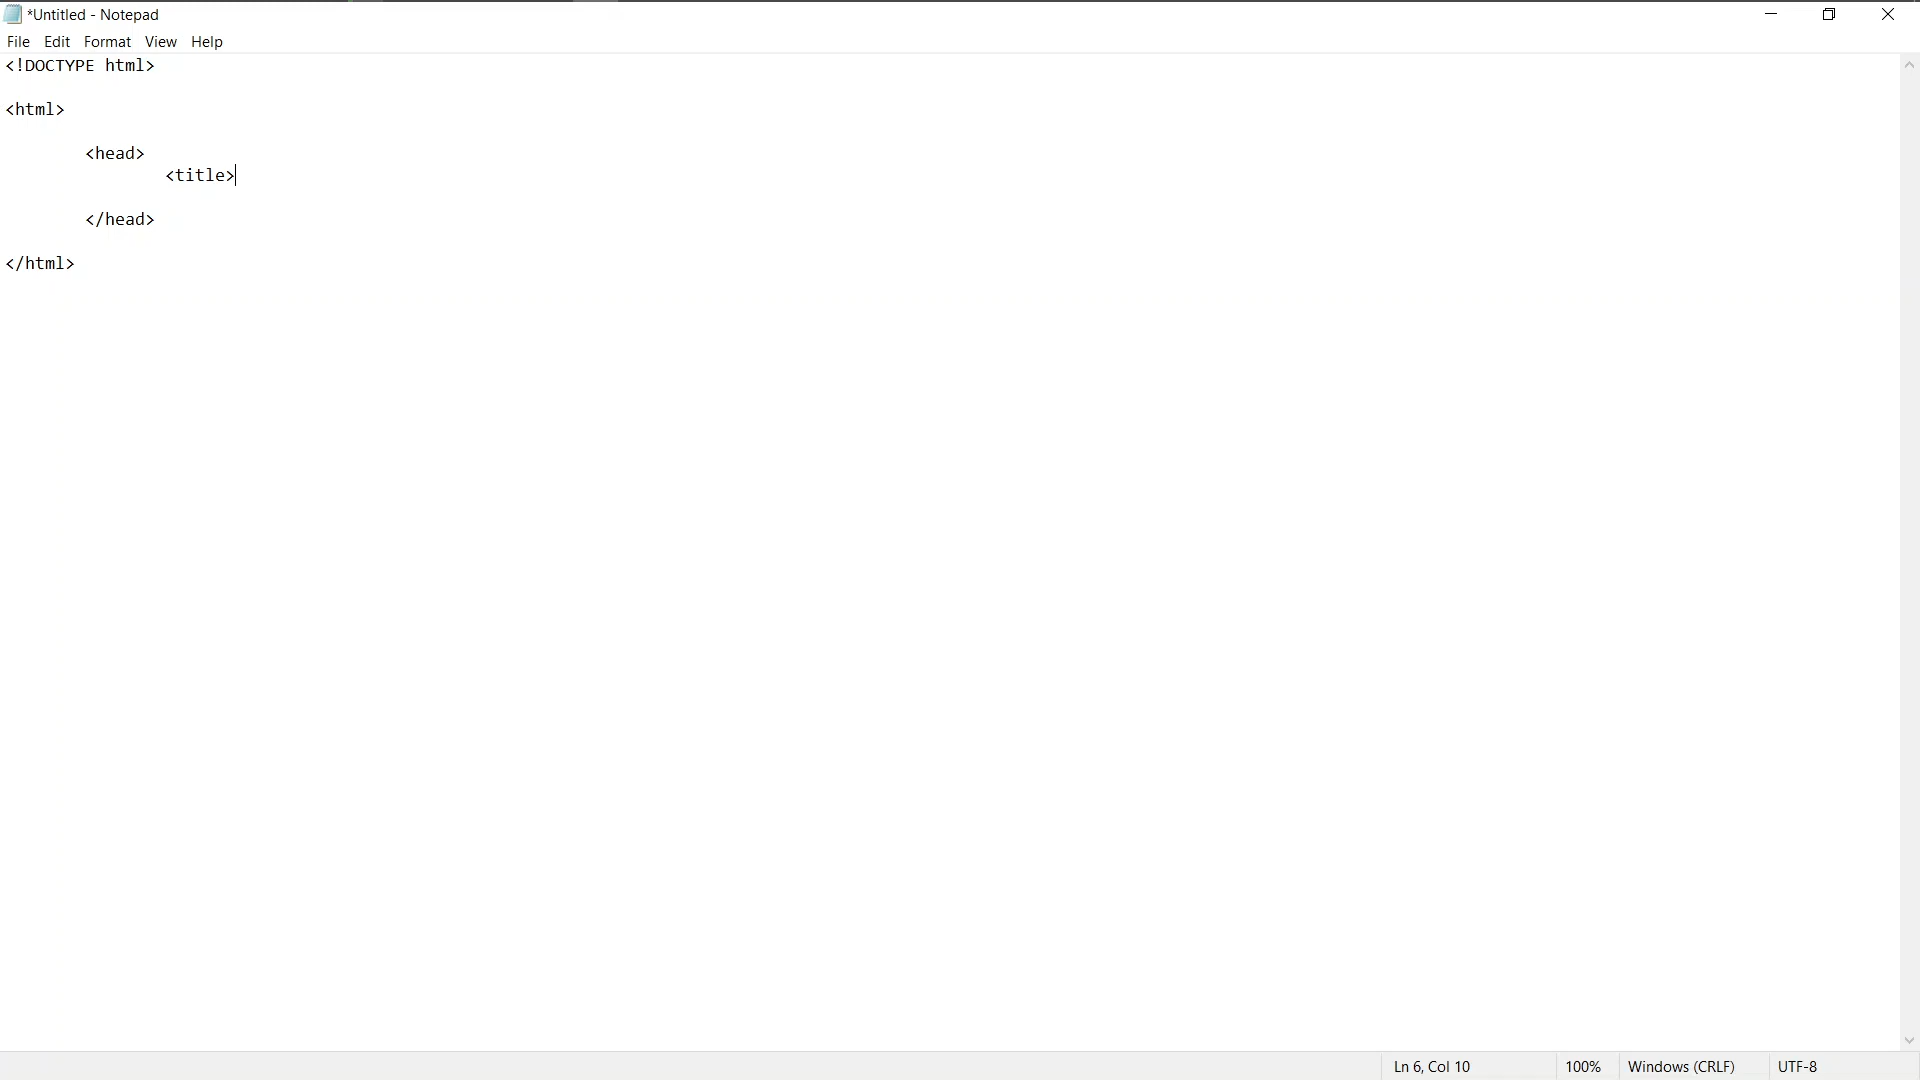 *Untitled - Notepad
File Edit Format View Help
<!DOCTYPE html>
<html>
<head>
<title>
</head>
</html>
Ln 6, Col 10 100% Windows (CRLF) UTF-8